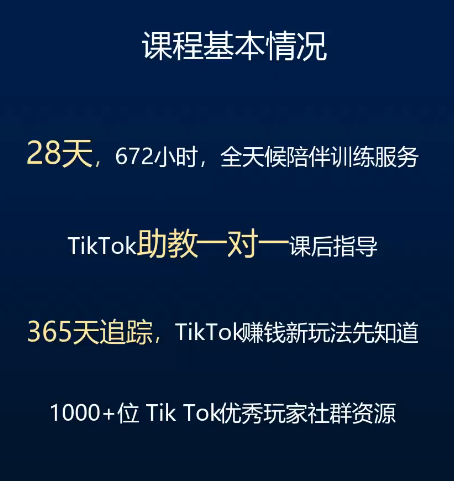 课程基本情况
28天，672小时，全天候陪伴训练服务
TikTok助教一对一课后指导
365天追踪，TikTok赚钱新玩法先知道
1000+位 Tik Tok优秀玩家社群资源